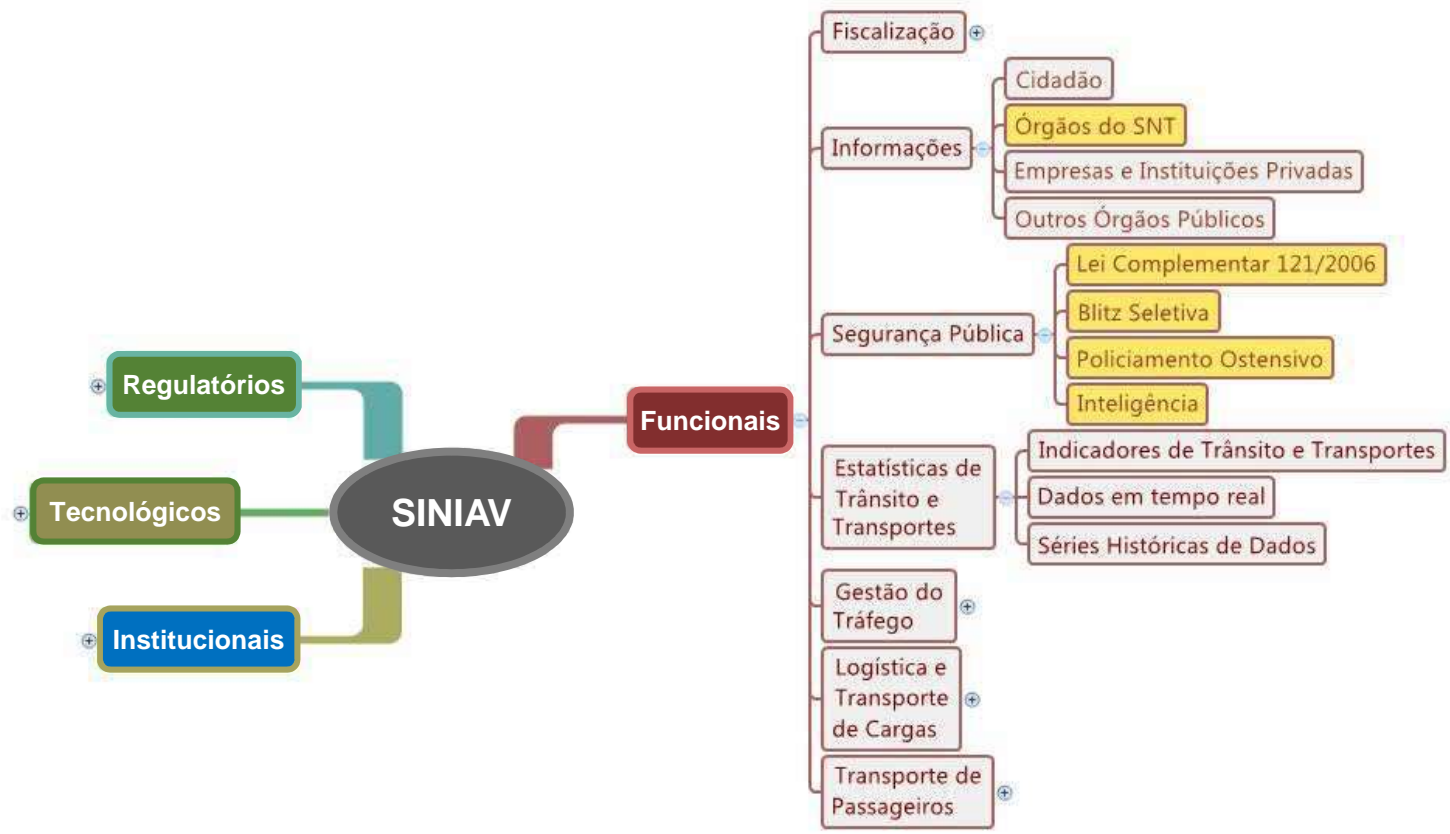 SINIAV
Regulatórios
Tecnológicos
Institucionais
Funcionais
Fiscalização
Informações
Cidadão
Órgãos do SNT
Empresas e Instituições Privadas
Outros Órgãos Públicos
Segurança Pública
Lei Complementar 121/2006
Blitz Seletiva
Policiamento Ostensivo
Inteligência
Estatísticas de
Trânsito e
Transportes
Indicadores de Trânsito e Transportes
Dados em tempo real
Séries Históricas de Dados
Gestão do
Tráfego
Logística e
Transporte
de Cargas
Transporte de
Passageiros